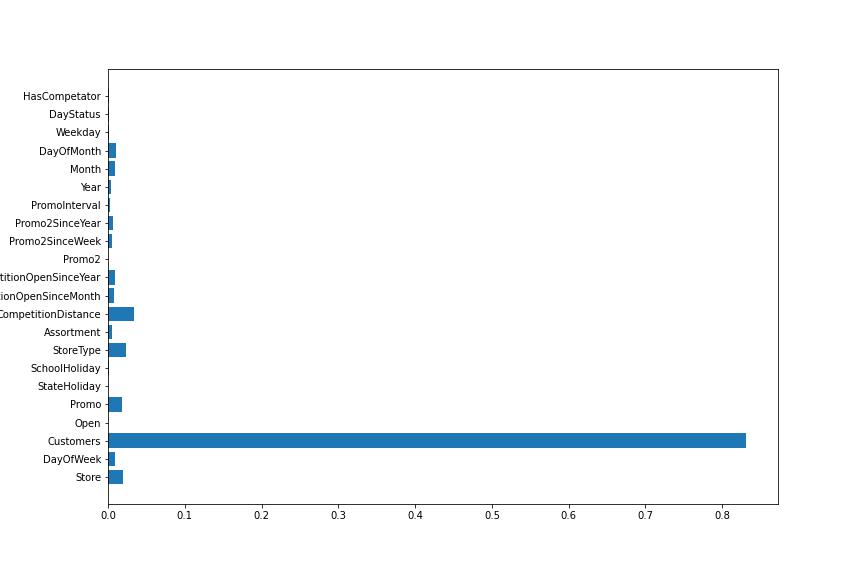 HasCompetator
DayStatus
Weekday
DayOfMonth
Month
Year
PromoInterval
Promo2SinceYear
Promo2SinceWeek
Promo2
titionOpenSinceYear
ionOpenSinceMonth
CompetitionDistance
Assortment
StoreType
SchoolHoliday
StateHoliday
Promo
Open
Customers
DayOfWeek
Store
0.0 0.1 0.2 0.3 0.4 0.5 0.6 0.7 0.8